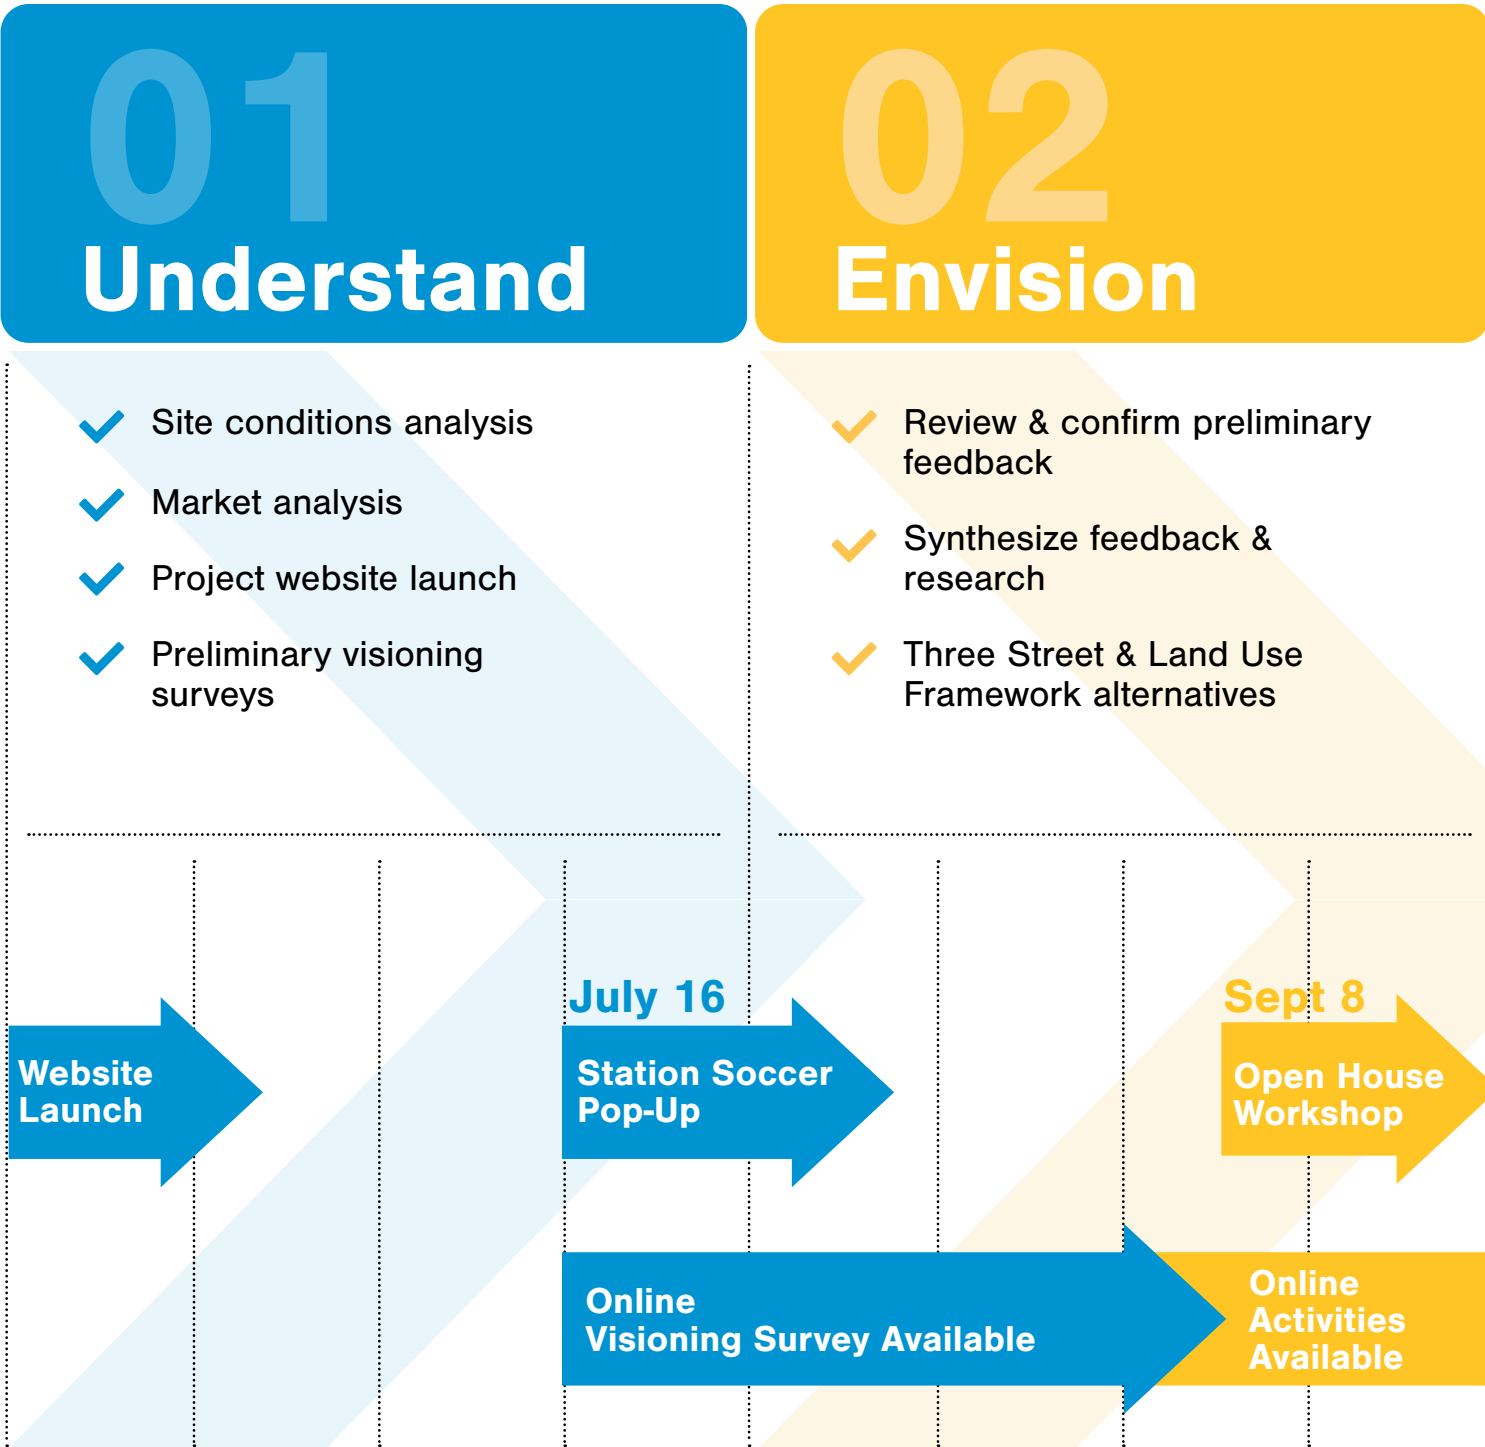 01
Understand
Site conditions analysis
Market analysis
Project website launch
Preliminary visioning
surveys
02
Envision
Review & confirm preliminary
feedback
Synthesize feedback &
research
Three Street & Land Use
Framework alternatives
Website
Launch
July 16
Station Soccer
Pop-Up
Sept 8
Open House
Workshop
Online
Visioning Survey Available
Online
Activities
Available